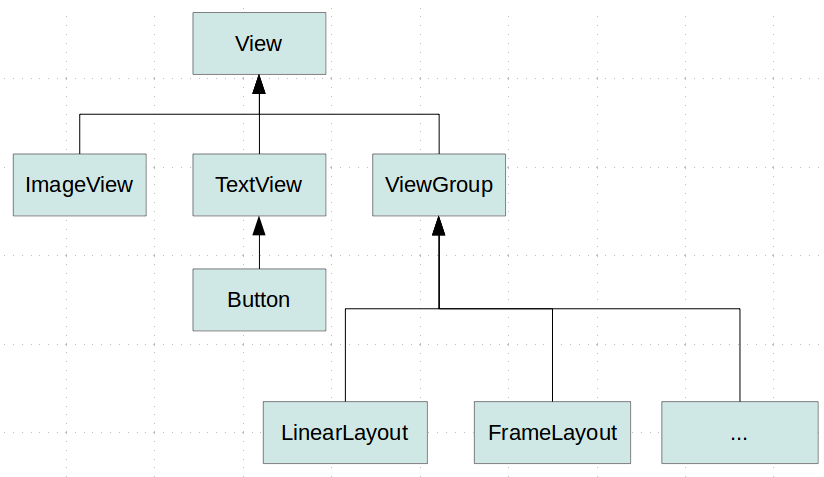 View
ImageView
TextView
ViewGroup
Button
LinearLayout
FrameLayout
...